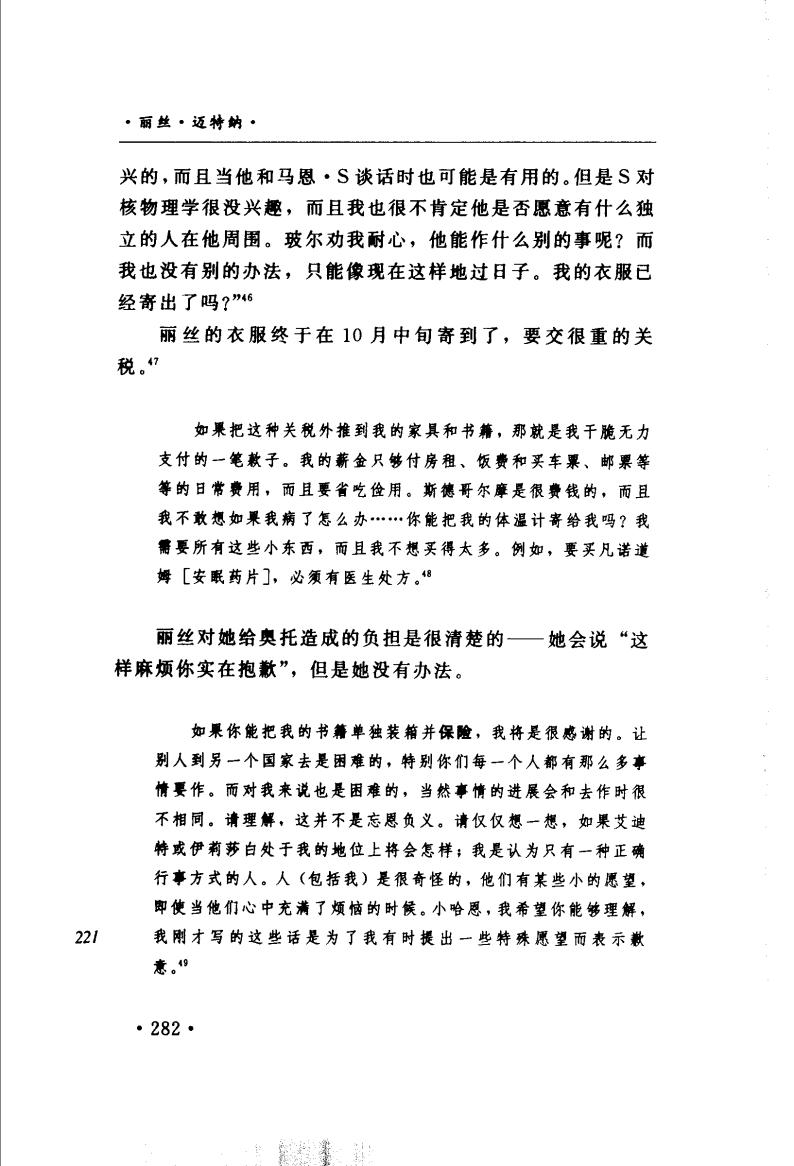 ·丽丝·迈特纳·
兴的，而且当他和马恩·S谈话时也可能是有用的。但是S对
核物理学很没兴趣，而且我也很不肯定他是否愿意有什么独
立的人在他周围。玻尔劝我耐心，他能作什么别的事呢？而
我也没有别的办法，只能像现在这样地过日子。我的衣服已
经寄出了吗？”46
丽丝的衣服终于在10月中旬寄到了，要交很重的关
税。47
如果把这种关税外推到我的家具和书籍，那就是我干脆无力
支付的一笔款子。我的薪金只够付房租、饭费和买车票、邮票等
等的日常费用，而且要省吃俭用。斯德哥尔摩是很费钱的，而且
我不敢想如果我病了怎么办……你能把我的体温计寄给我吗？我
需要所有这些小东西，而且我不想买得太多。例如，要买凡诺道
姆［安眠药片］，必须有医生处方。48
丽丝对她给奥托造成的负担是很清楚的——她会说“这
样麻烦你实在抱歉”，但是她没有办法。
如果你能把我的书籍单独装箱并保险，我将是很感谢的。让
别人到另一个国家去是困难的，特别你们每一个人都有那么多事
情要作。而对我来说也是困难的，当然事情的进展会和去作时很
不相同。请理解，这并不是忘恩负义。请仅仅想一想，如果艾迪
特或伊莉莎白处于我的地位上将会怎样；我是认为只有一种正确
行事方式的人。人（包括我）是很奇怪的，他们有某些小的愿望，
即使当他们心中充满了烦恼的时候。小哈恩，我希望你能够理解，
221 我刚才写的这些话是为了我有时提出一些特殊愿望而表示歉
意。49
·282·